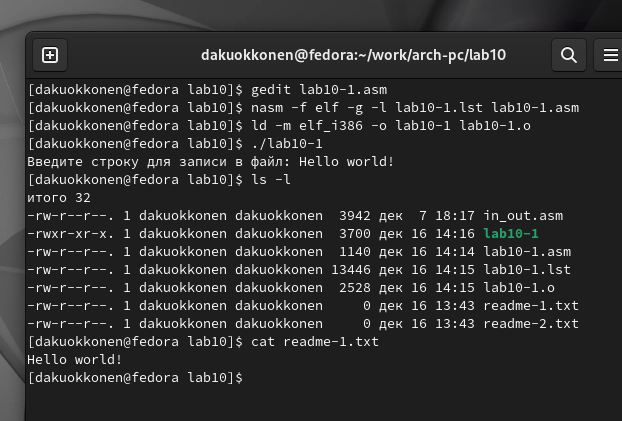 dakuokkonen@fedora:~/work/arch-pc/lab10
[dakuokkonen@fedora lab10]$ gedit lab10-1.asm
[dakuokkonen@fedora lab10]$ nasm -f elf -g -l lab10-1.lst lab10-1.asm
[dakuokkonen@fedora lab10]$ ld -m elf_i386 -o lab10-1 lab10-1.o
[dakuokkonen@fedora lab10]$ ./lab10-1
Введите строку для записи в файл: Hello world!
[dakuokkonen@fedora lab10]$ ls -l
итого 32
-rw-r--r--. 1 dakuokkonen dakuokkonen  3942 дек  7 18:17 in_out.asm
-rwxr-xr-x. 1 dakuokkonen dakuokkonen  3700 дек 16 14:16 lab10-1
-rw-r--r--. 1 dakuokkonen dakuokkonen  1140 дек 16 14:14 lab10-1.asm
-rw-r--r--. 1 dakuokkonen dakuokkonen 13446 дек 16 14:15 lab10-1.lst
-rw-r--r--. 1 dakuokkonen dakuokkonen  2528 дек 16 14:15 lab10-1.o
-rw-r--r--. 1 dakuokkonen dakuokkonen     0 дек 16 13:43 readme-1.txt
-rw-r--r--. 1 dakuokkonen dakuokkonen     0 дек 16 13:43 readme-2.txt
[dakuokkonen@fedora lab10]$ cat readme-1.txt
Hello world!
[dakuokkonen@fedora lab10]$